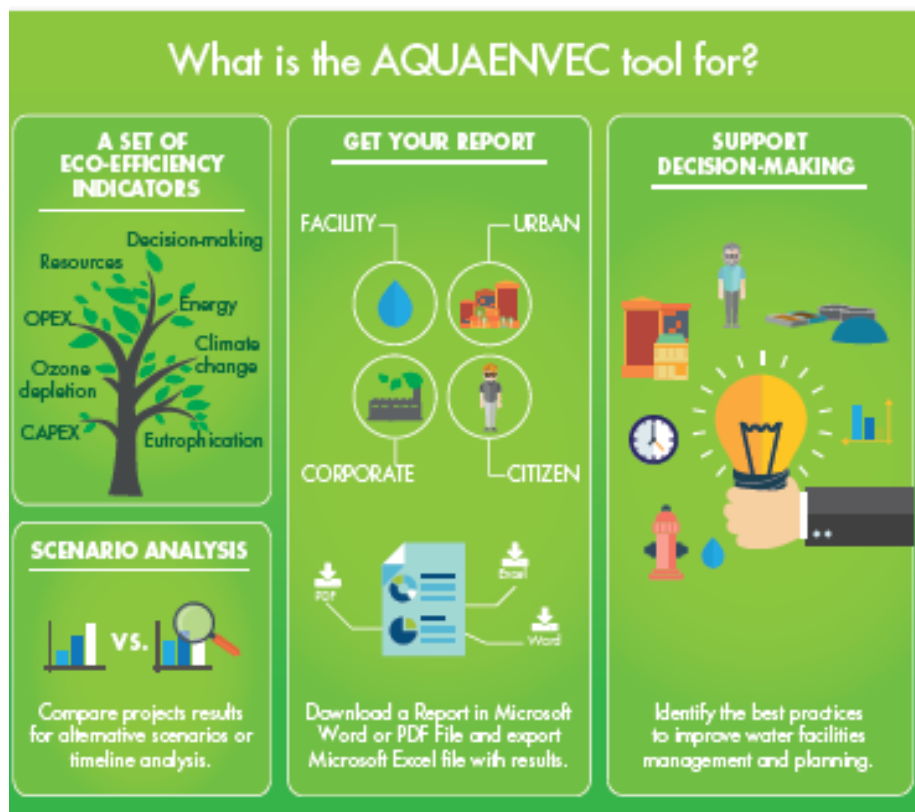 What is the AQUAENVEC tool for?
A SET OF
ECO-EFFICIENCY
INDICATORS
Decision-making
Resources
Energy
OPEX
Climate
change
Ozone
depletion
CAPEX
Eutrophication
SCENARIO ANALYSIS
VS.
Compare projects results
for alternative scenarios or
timeline analysis.
GET YOUR REPORT
FACILITY
URBAN
CORPORATE
CITIZEN
PDF
Excel
Word
Download a Report in Microsoft
Word or PDF File and export
Microsoft Excel file with results.
SUPPORT
DECISION-MAKING
Identify the best practices
to improve water facilities
management and planning.